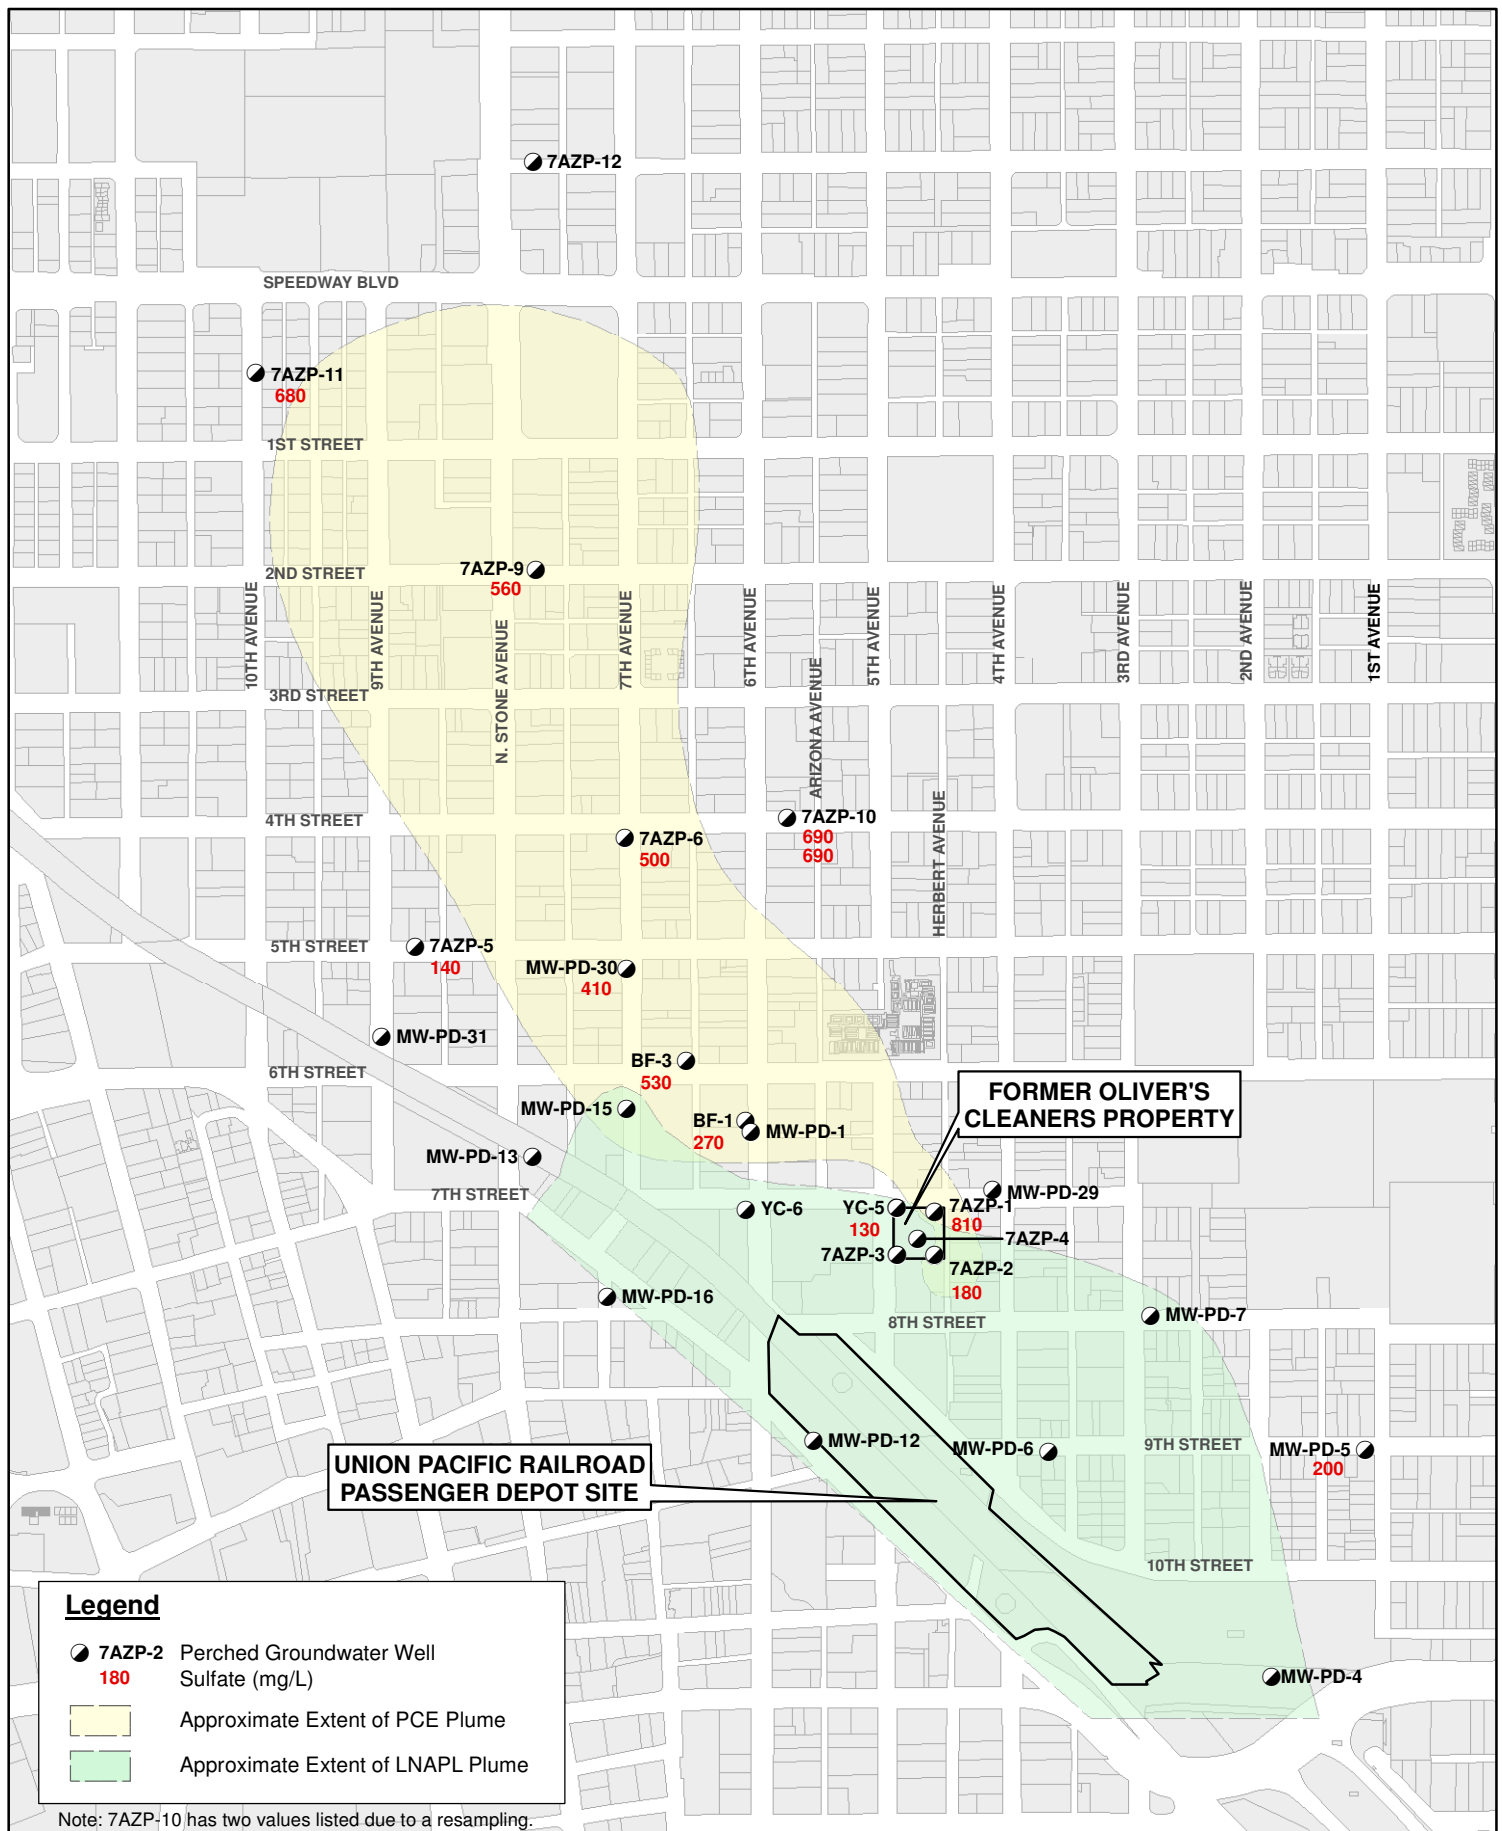 7AZP-12
SPEEDWAY BLVD
7AZP-11
680
1ST STREET
7AZP-9
560
2ND STREET
10TH AVENUE
9TH AVENUE
N. STONE AVENUE
7TH AVENUE
6TH AVENUE
ARIZONA AVENUE
5TH AVENUE
HERBERT AVENUE
4TH AVENUE
3RD AVENUE
2ND AVENUE
1ST AVENUE
3RD STREET
4TH STREET
7AZP-10
690
690
7AZP-6
500
5TH STREET
7AZP-5
140
MW-PD-30
410
MW-PD-31
6TH STREET
BF-3
530
MW-PD-15
BF-1
270
MW-PD-1
FORMER OLIVER'S
CLEANERS PROPERTY
MW-PD-13
7TH STREET
YC-6
YC-5
130
MW-PD-29
7AZP-1
810
7AZP-4
7AZP-3
7AZP-2
180
MW-PD-16
8TH STREET
MW-PD-7
MW-PD-12
MW-PD-6
9TH STREET
MW-PD-5
200
UNION PACIFIC RAILROAD
PASSENGER DEPOT SITE
10TH STREET
MW-PD-4
Legend
7AZP-2 Perched Groundwater Well
180 Sulfate (mg/L)
Approximate Extent of PCE Plume
Approximate Extent of LNAPL Plume
Note: 7AZP-10 has two values listed due to a resampling.